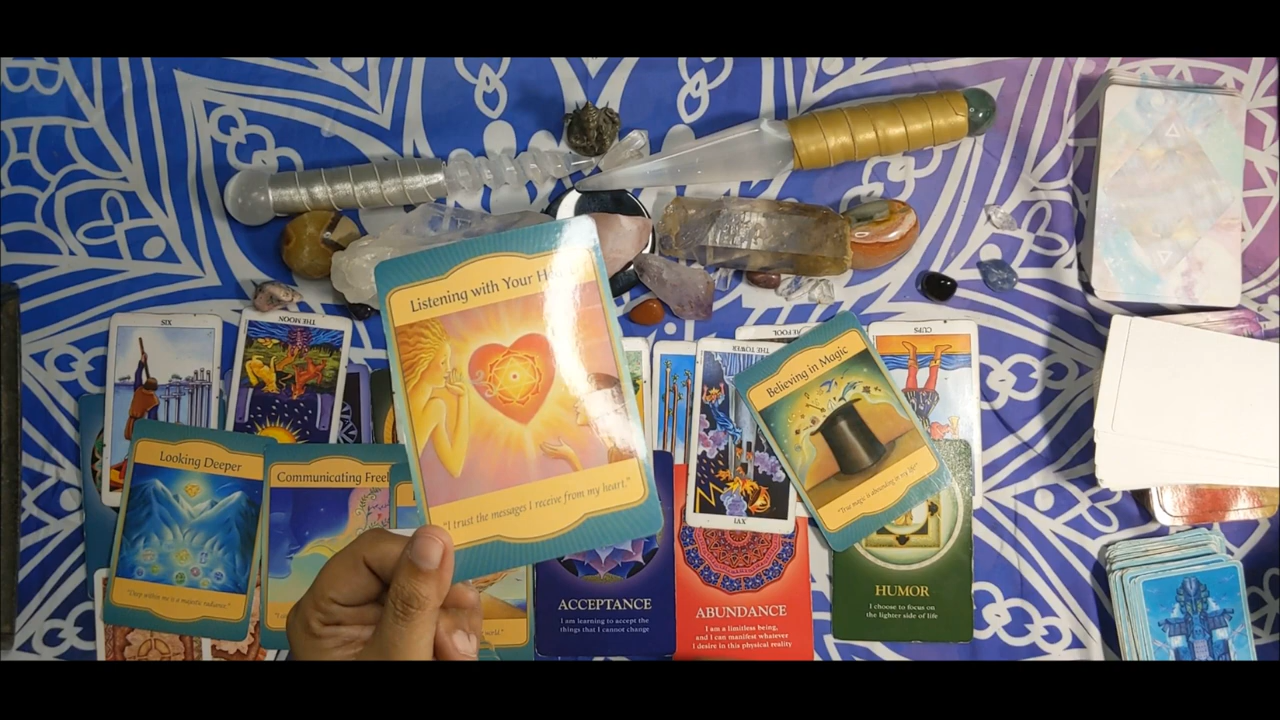 Listening with Your
"I trust the messages I receive from my heart."
Believing in Magic
"True magic is abounding in my life"
Looking Deeper
"Deep within me is a majestic radiance."
Communicating Freel
XIX
THE MOON
THE TOWER
XVI
FOOL
CUPS
ACCEPTANCE
I am learning to accept the
things that I cannot change
ABUNDANCE
I am a limitless being,
and I can manifest whatever
I desire in this physical reality
HUMOR
I choose to focus on
the lighter side of life